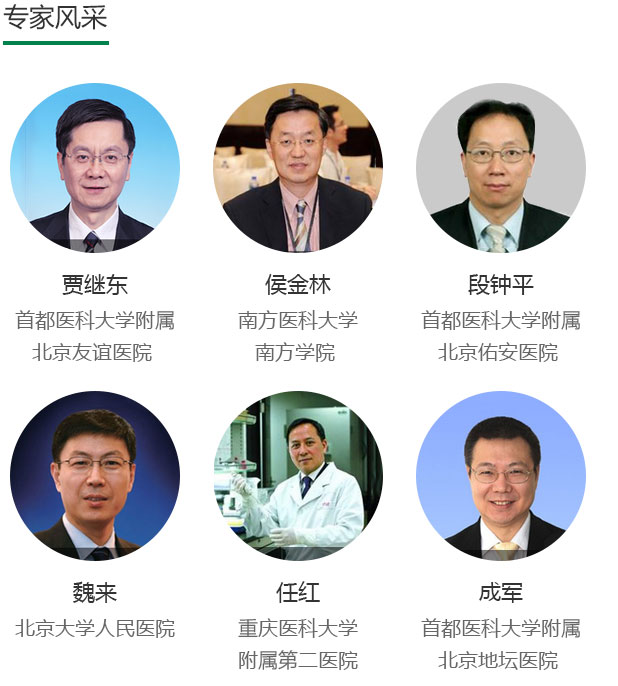 专家风采
贾继东
首都医科大学附属
北京友谊医院
侯金林
南方医科大学
南方学院
段钟平
首都医科大学附属
北京佑安医院
魏来
北京大学人民医院
任红
重庆医科大学
附属第二医院
成军
首都医科大学附属
北京地坛医院